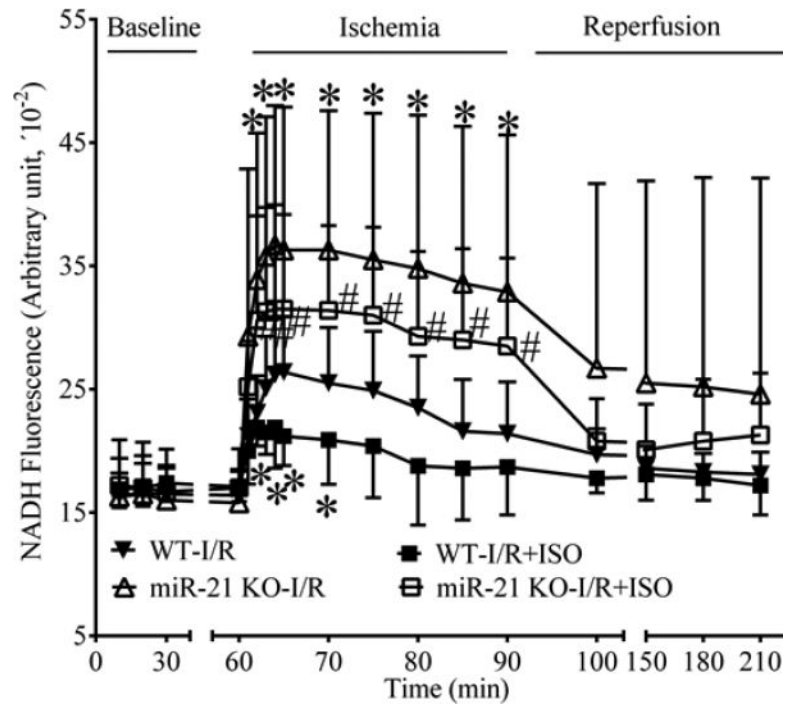 55
Baseline Ischemia Reperfusion
* * * * * * * *
45
35
# # # # # # #
25
* * * *
15
WT-I/R WT-I/R+ISO
miR-21 KO-I/R miR-21 KO-I/R+ISO
5
0 30 60 70 80 90 100 150 180 210
Time (min)
NADH Fluorescence (Arbitrary unit, ´10-2)